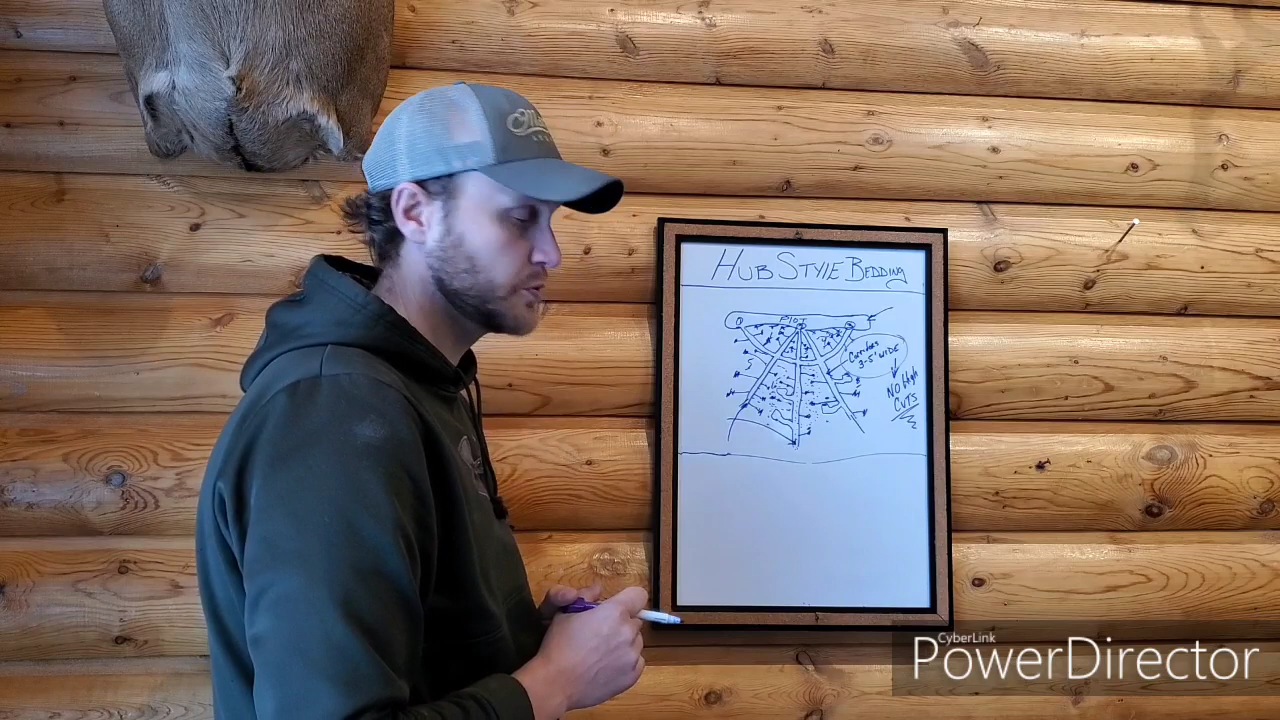 HUB STYLE BEDDING
PLOT
Corridors
3-5' WIDE
NO High
CUTS
CyberLink
PowerDirector